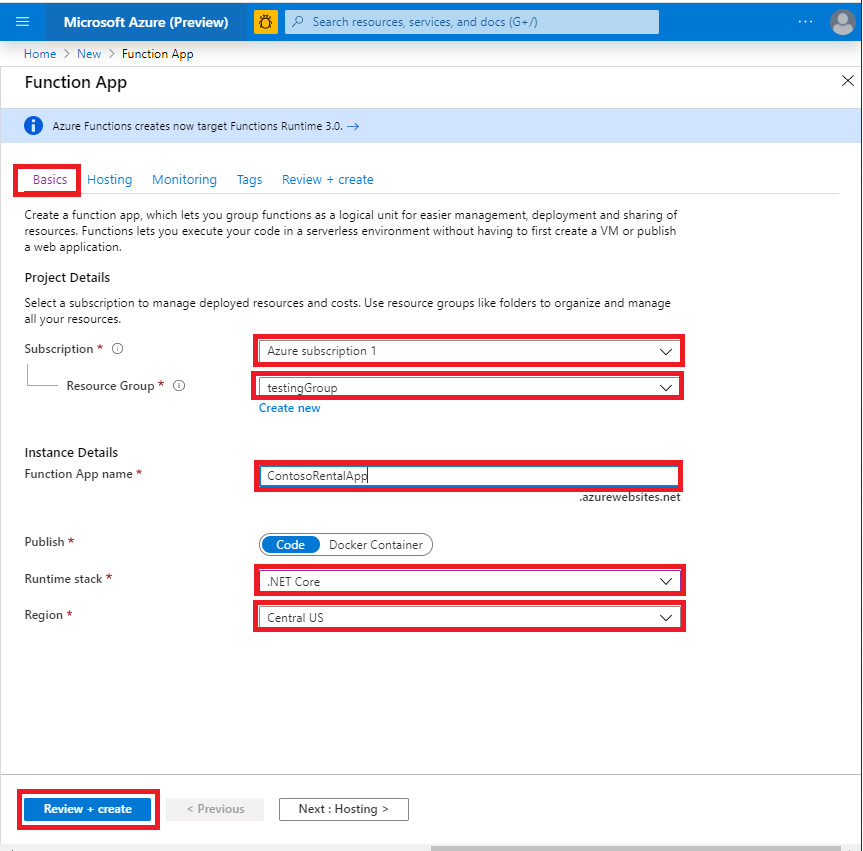 Microsoft Azure (Preview)
Search resources, services, and docs (G+/)
Home > New > Function App
Function App
Azure Functions creates now target Functions Runtime 3.0. →
Basics Hosting Monitoring Tags Review + create
Create a function app, which lets you group functions as a logical unit for easier management, deployment and sharing of
resources. Functions lets you execute your code in a serverless environment without having to first create a VM or publish
a web application.
Project Details
Select a subscription to manage deployed resources and costs. Use resource groups like folders to organize and manage
all your resources.
Subscription * Azure subscription 1
Resource Group * testingGroup
Create new
Instance Details
Function App name * ContosoRentalApp
.azurewebsites.net
Publish * Code Docker Container
Runtime stack * .NET Core
Region * Central US
Review + create < Previous Next : Hosting >